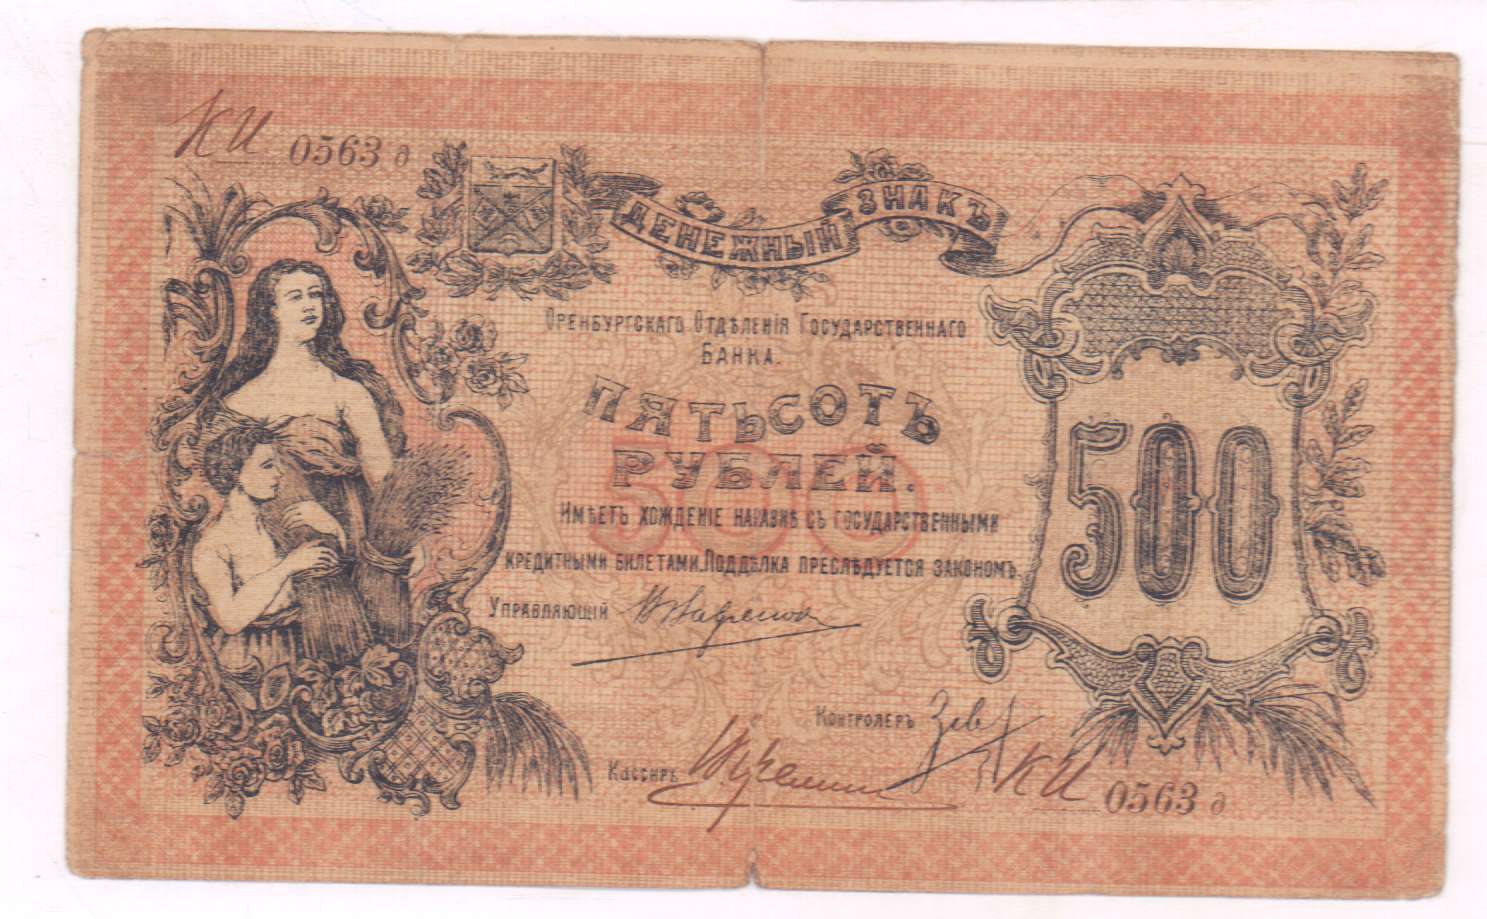 КИ 0563 д
ДЕНЕЖНЫЙ ЗНАКЪ
ОРЕНБУРГСКАГО ОТДѢЛЕНІЯ ГОСУДАРСТВЕННАГО
БАНКА.
ПЯТЬСОТЪ
РУБЛЕЙ.
500
500
ИМѢЕТЪ ХОЖДЕНІЕ НАРАВНѢ СЪ ГОСУДАРСТВЕННЫМИ
КРЕДИТНЫМИ БИЛЕТАМИ. ПОДДѢЛКА ПРЕСЛѢДУЕТСЯ ЗАКОНОМЪ.
УПРАВЛЯЮЩІЙ
КОНТРОЛЕРЪ
КАССИРЪ
КИ 0563 д